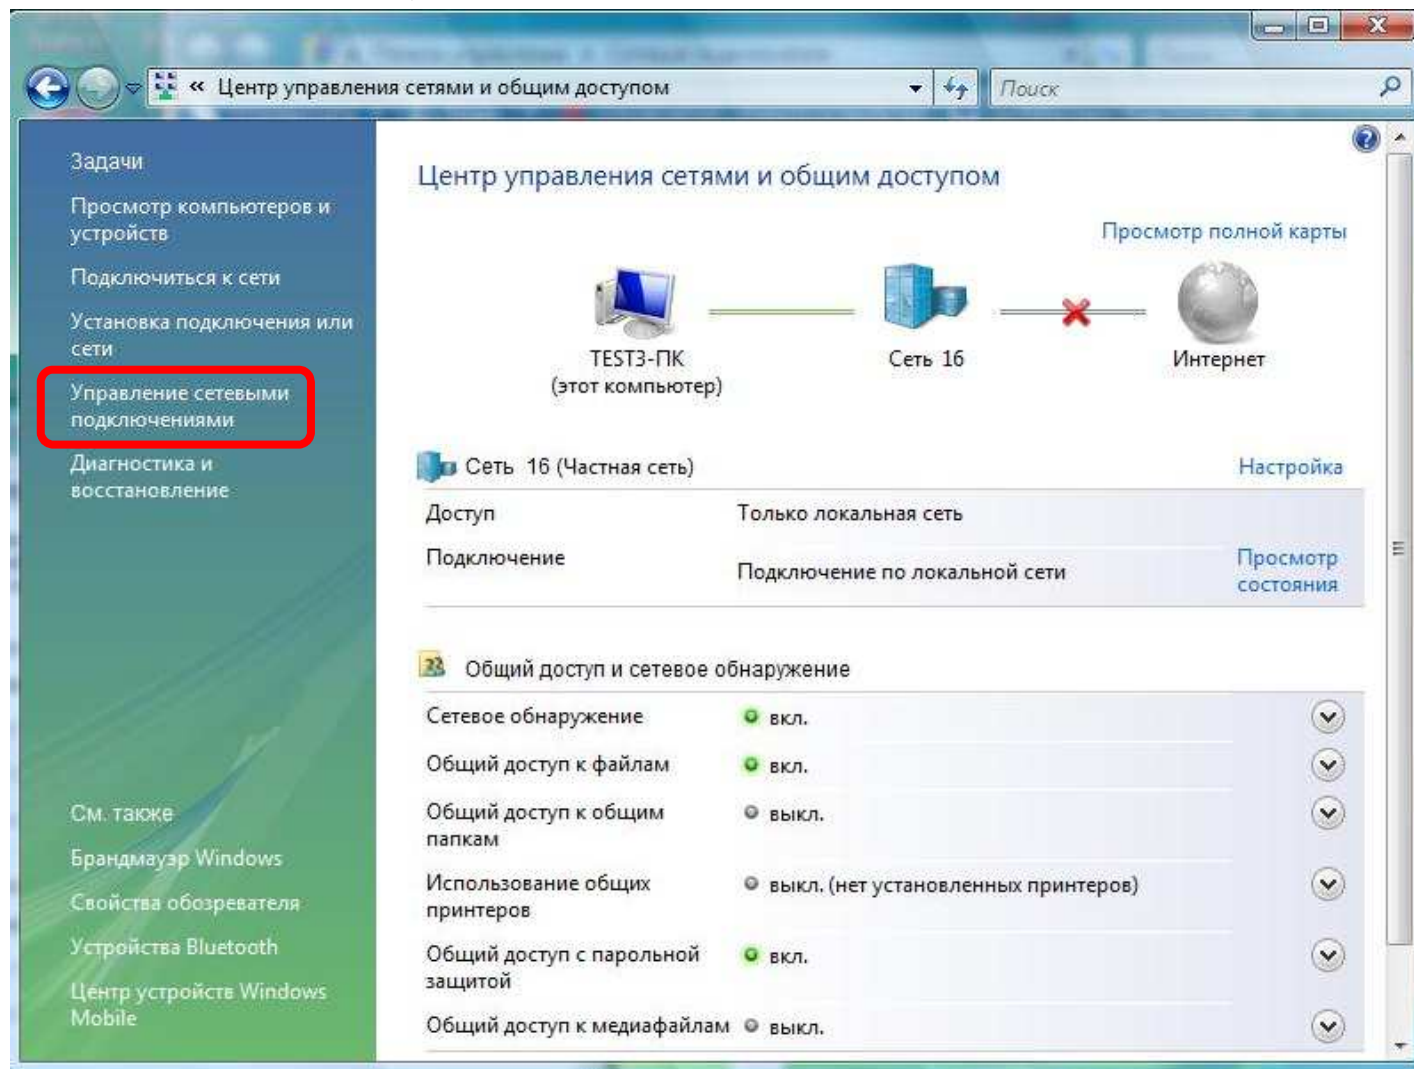 « Центр управления сетями и общим доступом
Поиск
Задачи
Просмотр компьютеров и
устройств
Подключиться к сети
Установка подключения или
сети
Управление сетевыми
подключениями
Диагностика и
восстановление
См. также
Брандмауэр Windows
Свойства обозревателя
Устройства Bluetooth
Центр устройств Windows
Mobile
Центр управления сетями и общим доступом
Просмотр полной карты
TEST3-ПК
(этот компьютер)
Сеть 16
Интернет
Сеть 16 (Частная сеть)
Настройка
Доступ
Только локальная сеть
Подключение
Подключение по локальной сети
Просмотр
состояния
Общий доступ и сетевое обнаружение
Сетевое обнаружение
вкл.
Общий доступ к файлам
вкл.
Общий доступ к общим
папкам
выкл.
Использование общих
принтеров
выкл. (нет установленных принтеров)
Общий доступ с парольной
защитой
вкл.
Общий доступ к медиафайлам
выкл.